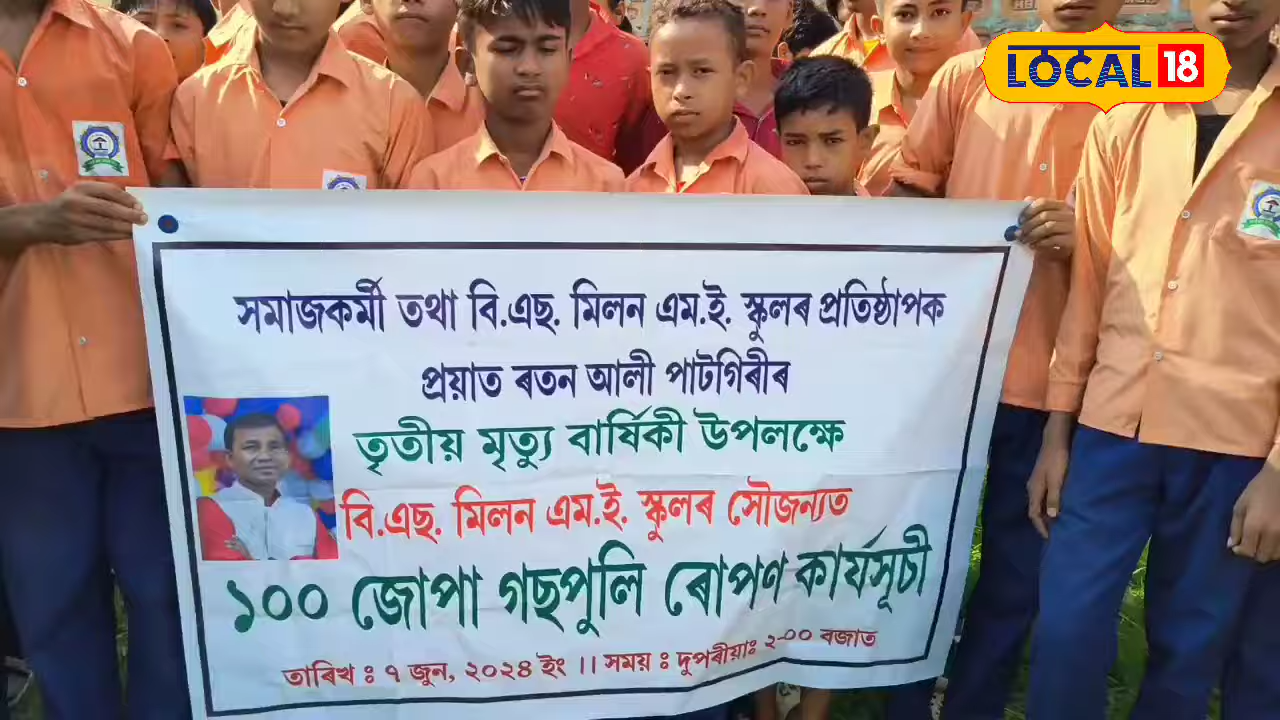 LOCAL 18
সমাজকৰ্মী তথা বি.এছ. মিলন এম.ই. স্কুলৰ প্ৰতিষ্ঠাপক
প্ৰয়াত ৰতন আলী পাটগিৰীৰ
তৃতীয় মৃত্যু বাৰ্ষিকী উপলক্ষে
বি.এছ. মিলন এম.ই. স্কুলৰ সৌজন্যত
১০০ জোপা গছপুলি ৰোপণ কাৰ্যসূচী
তাৰিখ ঃ ৭ জুন, ২০২৪ ইং ।। সময় ঃ দুপৰীয়াঃ ২-০০ বজাত